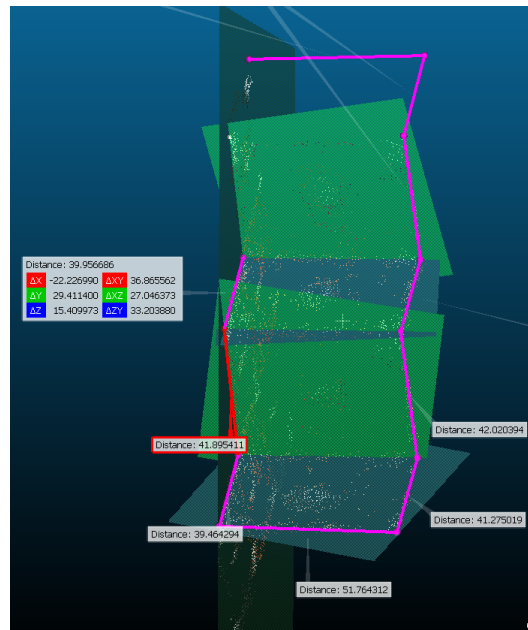 Distance: 39.956686
ΔX -22.226990 ΔXY 36.865562
ΔY 29.411400 ΔXZ 27.046373
ΔZ 15.409973 ΔZY 33.203880
Distance: 42.020394
Distance: 41.895411
Distance: 41.275019
Distance: 39.464294
Distance: 51.764312